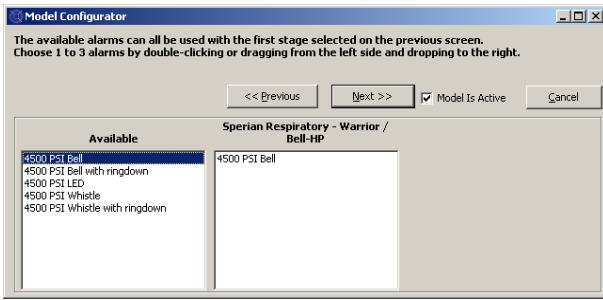 Model Configurator
The available alarms can all be used with the first stage selected on the previous screen.
Choose 1 to 3 alarms by double-clicking or dragging from the left side and dropping to the right.
<< Previous
Next >>
Model Is Active
Cancel
Available
Sperian Respiratory - Warrior /
Bell-HP
4500 PSI Bell
4500 PSI Bell with ringdown
4500 PSI LED
4500 PSI Whistle
4500 PSI Whistle with ringdown
4500 PSI Bell